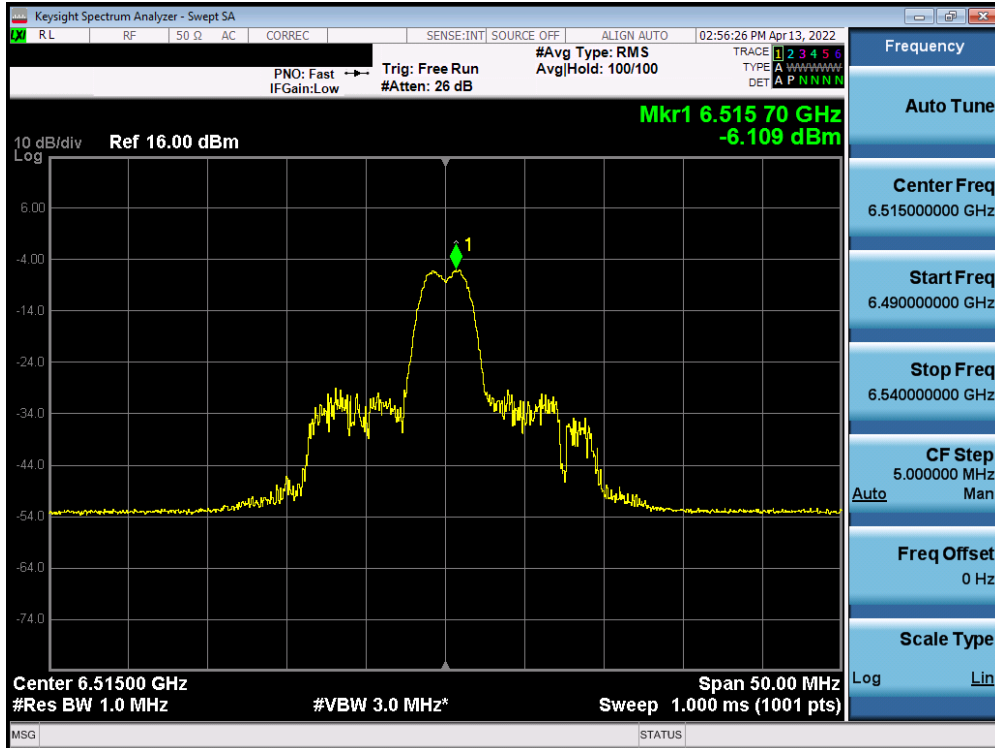 Keysight Spectrum Analyzer - Swept SA
LXI RL RF 50 Ω AC CORREC SENSE:INT SOURCE OFF ALIGN AUTO 02:56:26 PM Apr 13, 2022
PNO: Fast
IFGain:Low
Trig: Free Run
#Atten: 26 dB
#Avg Type: RMS
Avg|Hold: 100/100
TRACE 1 2 3 4 5 6
TYPE A WWWWW
DET A P N N N N
Mkr1 6.515 70 GHz
-6.109 dBm
10 dB/div Ref 16.00 dBm
Log
1
6.00
-4.00
-14.0
-24.0
-34.0
-44.0
-54.0
-64.0
-74.0
Center 6.51500 GHz Span 50.00 MHz
#Res BW 1.0 MHz #VBW 3.0 MHz* Sweep 1.000 ms (1001 pts)
MSG STATUS
Frequency
Auto Tune
Center Freq
6.515000000 GHz
Start Freq
6.490000000 GHz
Stop Freq
6.540000000 GHz
CF Step
5.000000 MHz
Auto Man
Freq Offset
0 Hz
Scale Type
Log Lin